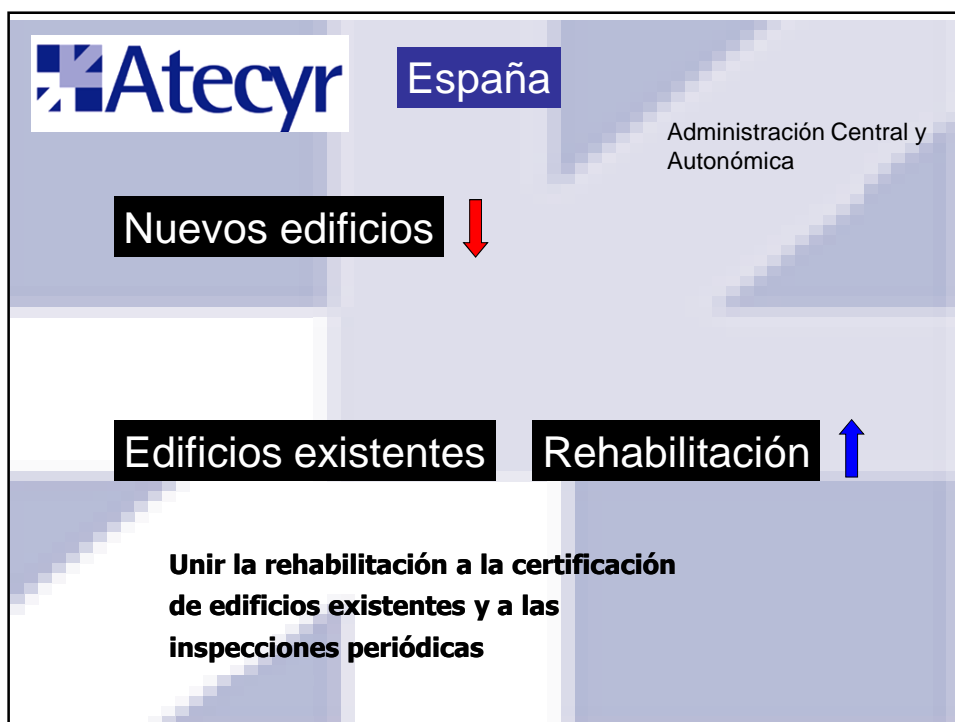 Atecyr
España
Administración Central y
Autonómica
Nuevos edificios
Edificios existentes
Rehabilitación
Unir la rehabilitación a la certificación
de edificios existentes y a las
inspecciones periódicas